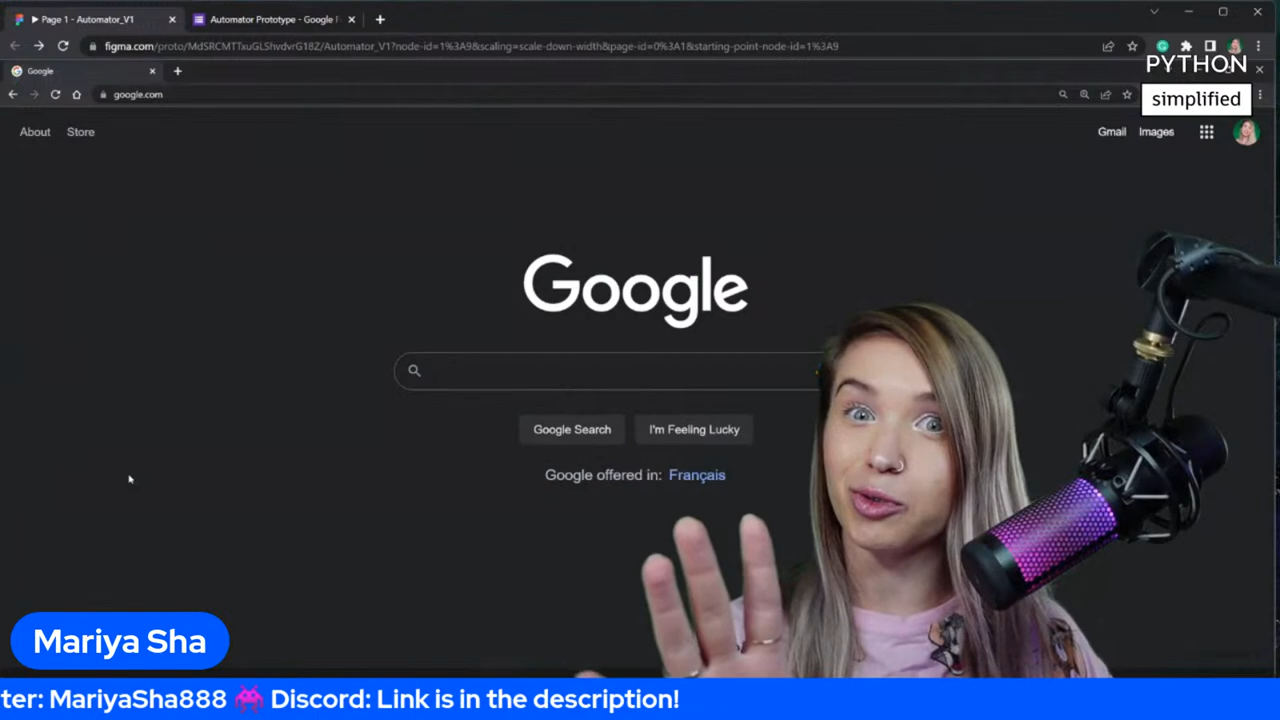 Page 1 - Automator_V1
Automator Prototype - Google F
figma.com/proto/MdSRCMTTxuGLShvdvrG18Z/Automator_V1?node-id=1%3A9&scaling=scale-down-width&page-id=0%3A1&starting-point-node-id=1%3A9
PYTHON
simplified
Google
google.com
About
Store
Gmail
Images
Google
Google Search
I'm Feeling Lucky
Google offered in: Français
Mariya Sha
ter: MariyaSha888 👾 Discord: Link is in the description!